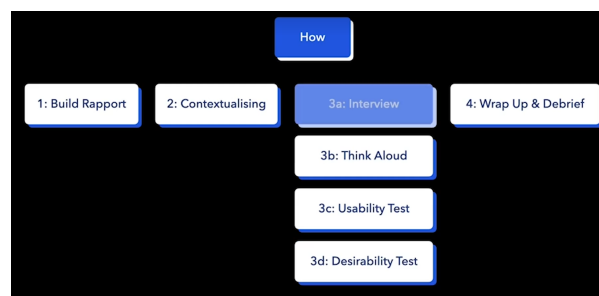 How
1: Build Rapport
2: Contextualising
3a: Interview
4: Wrap Up & Debrief
3b: Think Aloud
3c: Usability Test
3d: Desirability Test